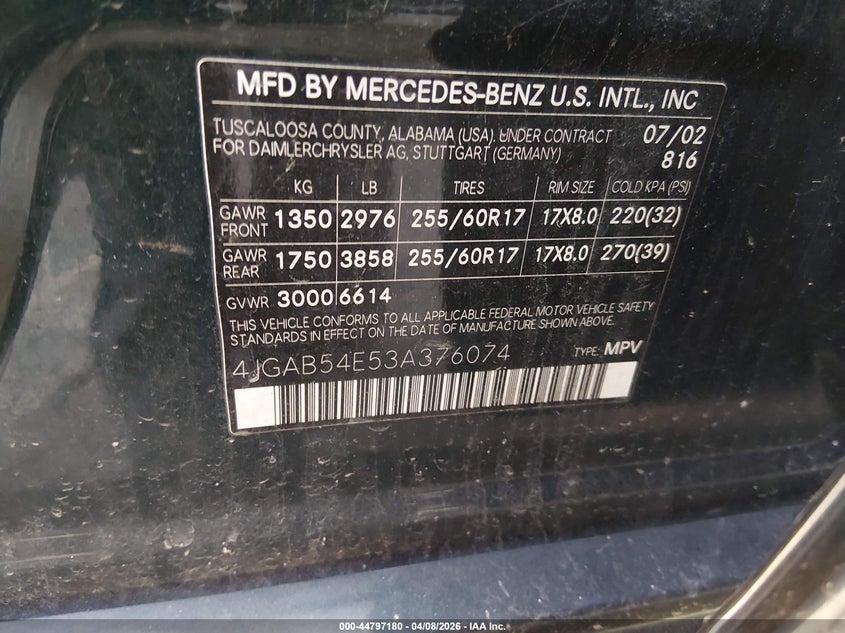 MFD BY MERCEDES-BENZ U.S. INTL., INC
TUSCALOOSA COUNTY, ALABAMA (USA). UNDER CONTRACT 07/02
FOR DAIMLERCHRYSLER AG, STUTTGART (GERMANY) 816
KG LB TIRES RIM SIZE COLD KPA (PSI)
GAWR FRONT 1350 2976 255/60R17 17X8.0 220(32)
GAWR REAR 1750 3858 255/60R17 17X8.0 270(39)
GVWR 3000 6614
THIS VEHICLE CONFORMS TO ALL APPLICABLE FEDERAL MOTOR VEHICLE SAFETY
STANDARDS IN EFFECT ON THE DATE OF MANUFACTURE SHOWN ABOVE.
4JGAB54E53A376074 TYPE: MPV
000-44797180 - 04/08/2026 - IAA Inc.